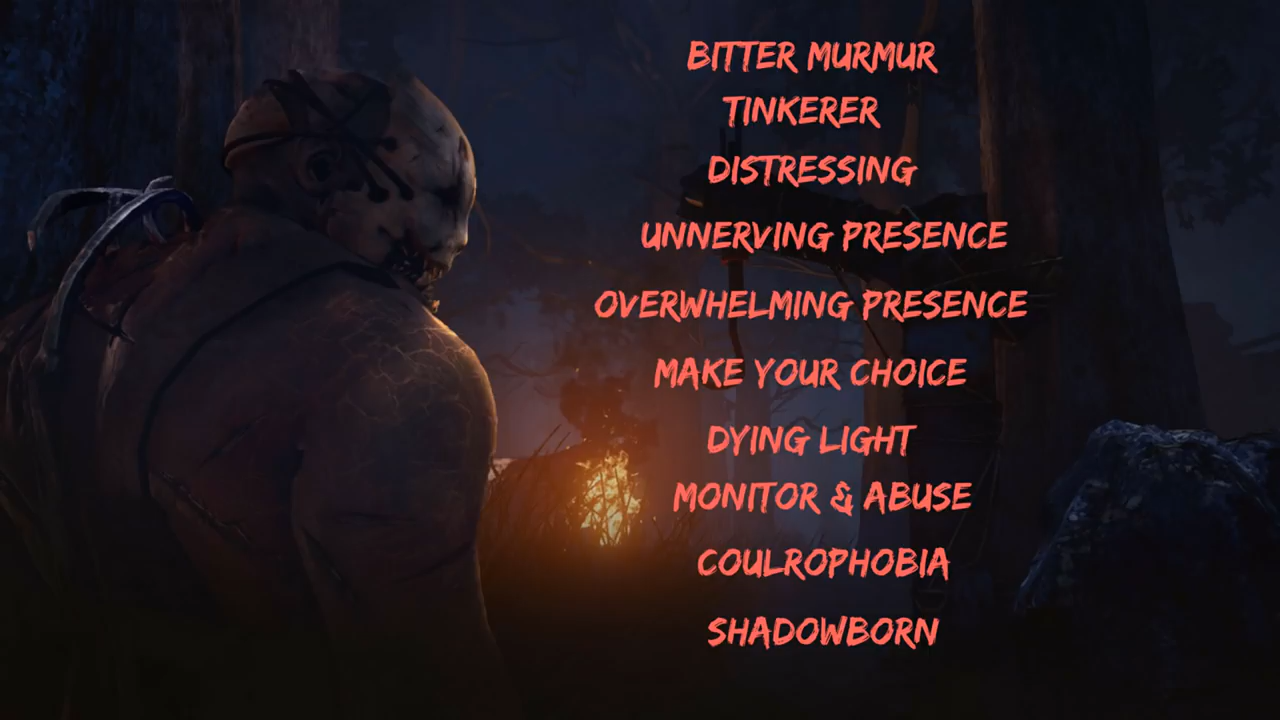 BITTER MURMUR
TINKERER
DISTRESSING
UNNERVING PRESENCE
OVERWHELMING PRESENCE
MAKE YOUR CHOICE
DYING LIGHT
MONITOR & ABUSE
COULROPHOBIA
SHADOWBORN